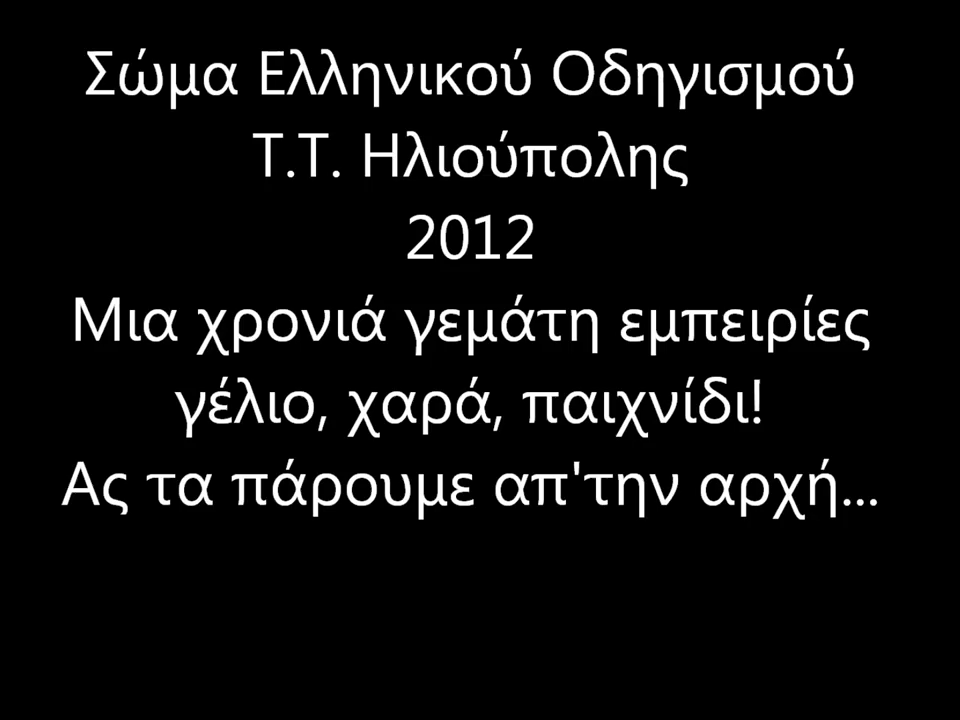 Σώμα Ελληνικού Οδηγισμού
Τ.Τ. Ηλιούπολης
2012
Μια χρονιά γεμάτη εμπειρίες
γέλιο, χαρά, παιχνίδι!
Ας τα πάρουμε απ'την αρχή...